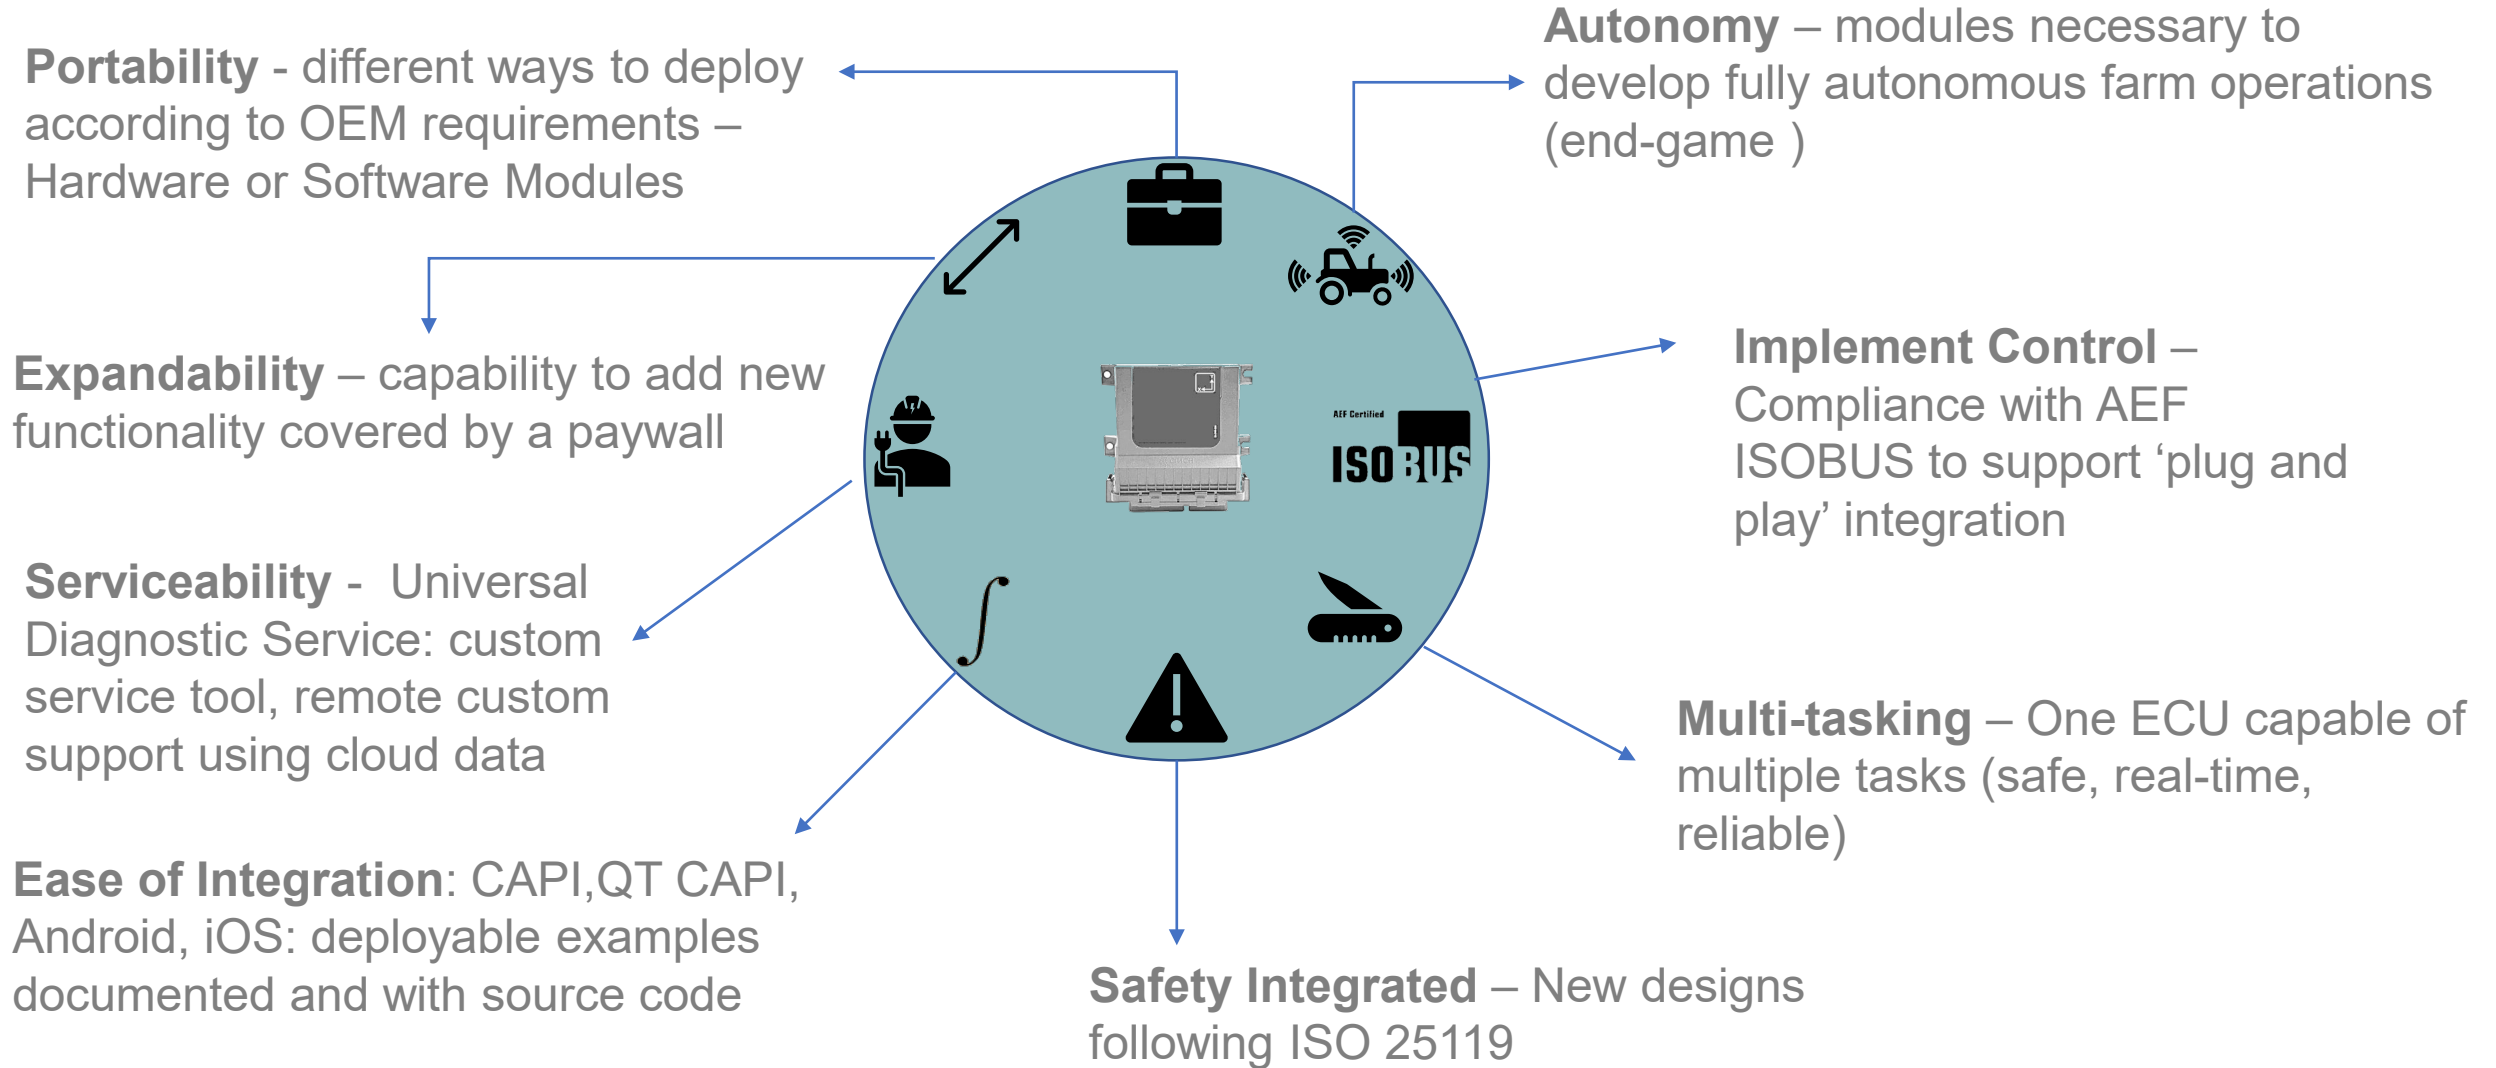 Portability - different ways to deploy
according to OEM requirements –
Hardware or Software Modules
Autonomy – modules necessary to
develop fully autonomous farm operations
(end-game )
Expandability – capability to add new
functionality covered by a paywall
Implement Control –
Compliance with AEF
ISOBUS to support ‘plug and
play’ integration
AEF Certified
ISOBUS
Serviceability -  Universal
Diagnostic Service: custom
service tool, remote custom
support using cloud data
Multi-tasking – One ECU capable of
multiple tasks (safe, real-time,
reliable)
Ease of Integration: CAPI,QT CAPI,
Android, iOS: deployable examples
documented and with source code
Safety Integrated – New designs
following ISO 25119